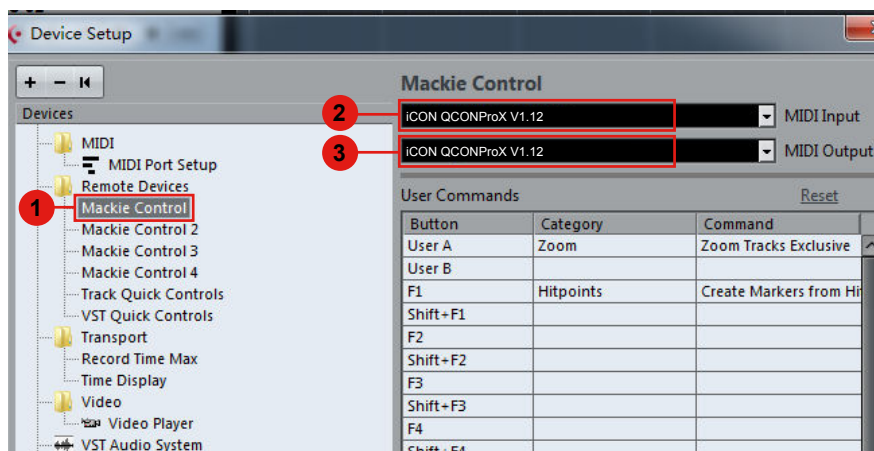 Device Setup
Mackie Control
Devices
2 iCON QCONProX V1.12 MIDI Input
MIDI
3 iCON QCONProX V1.12 MIDI Output
MIDI Port Setup
Remote Devices
User Commands Reset
1 Mackie Control
Button Category Command
Mackie Control 2
User A Zoom Zoom Tracks Exclusive
Mackie Control 3
User B
Mackie Control 4
F1 Hitpoints Create Markers from Hi
Track Quick Controls
Shift+F1
VST Quick Controls
F2
Transport
Record Time Max
Shift+F2
Time Display
F3
Video
Shift+F3
Video Player
F4
VST Audio System
Shift+F4